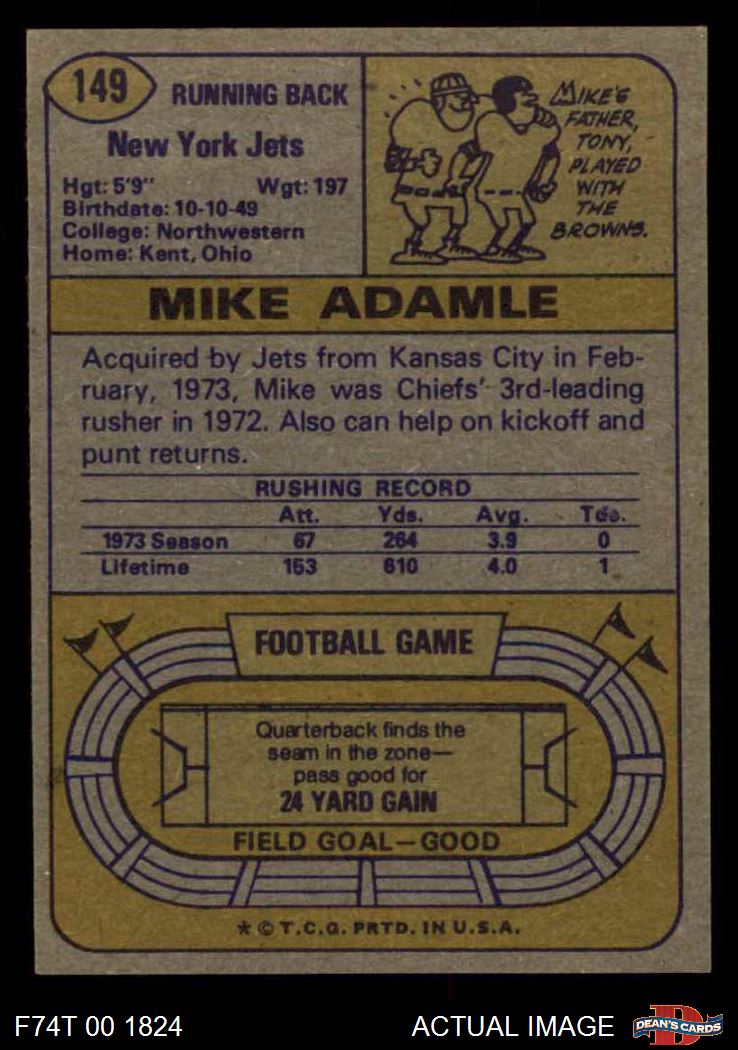 149
RUNNING BACK
New York Jets
Hgt: 5'9" Wgt: 197
Birthdate: 10-10-49
College: Northwestern
Home: Kent, Ohio
MIKE'S
FATHER,
TONY,
PLAYED
WITH
THE
BROWNS.
MIKE ADAMLE
Acquired by Jets from Kansas City in Feb-
ruary, 1973, Mike was Chiefs' 3rd-leading
rusher in 1972. Also can help on kickoff and
punt returns.
RUSHING RECORD
Att. Yds. Avg. Tds.
1973 Season 67 264 3.9 0
Lifetime 153 610 4.0 1
FOOTBALL GAME
Quarterback finds the
seam in the zone—
pass good for
24 YARD GAIN
FIELD GOAL—GOOD
* © T.C.G. PRTD. IN U.S.A.
F74T 00 1824 ACTUAL IMAGE
D
DEAN'S CARDS